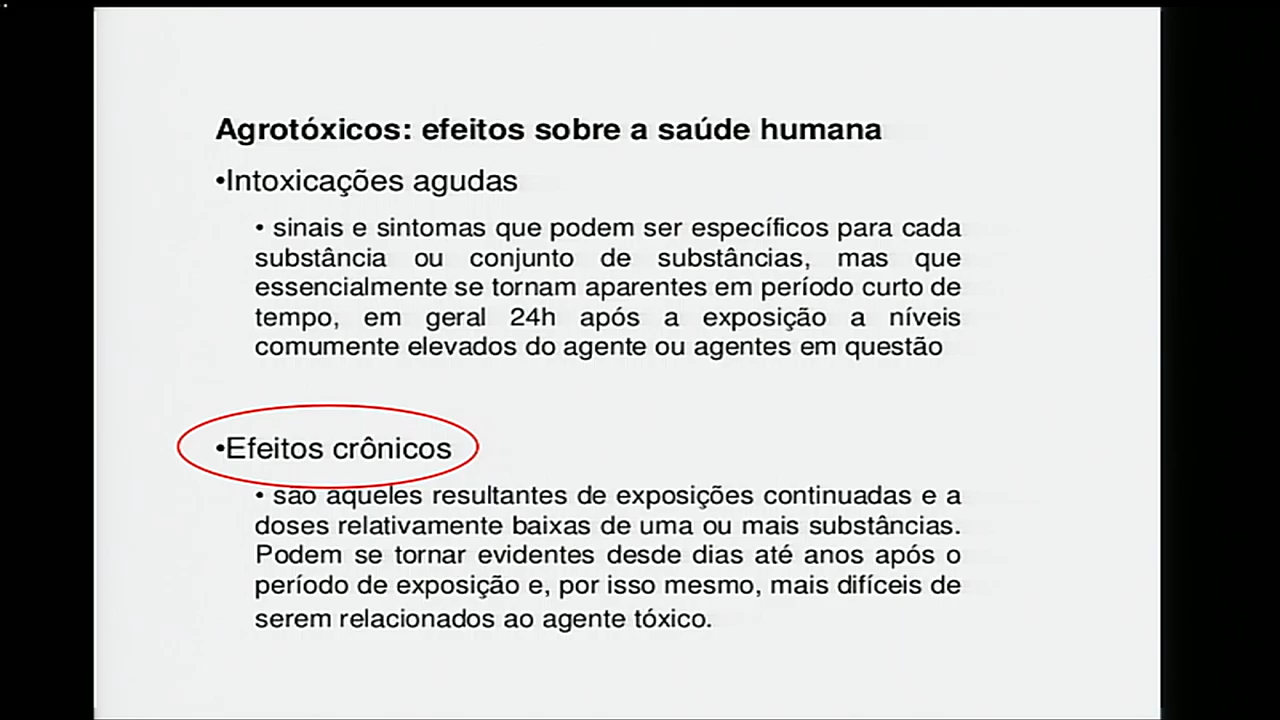 Agrotóxicos: efeitos sobre a saúde humana
•Intoxicações agudas
• sinais e sintomas que podem ser específicos para cada
substância ou conjunto de substâncias, mas que
essencialmente se tornam aparentes em período curto de
tempo, em geral 24h após a exposição a níveis
comumente elevados do agente ou agentes em questão
•Efeitos crônicos
• são aqueles resultantes de exposições continuadas e a
doses relativamente baixas de uma ou mais substâncias.
Podem se tornar evidentes desde dias até anos após o
período de exposição e, por isso mesmo, mais difíceis de
serem relacionados ao agente tóxico.